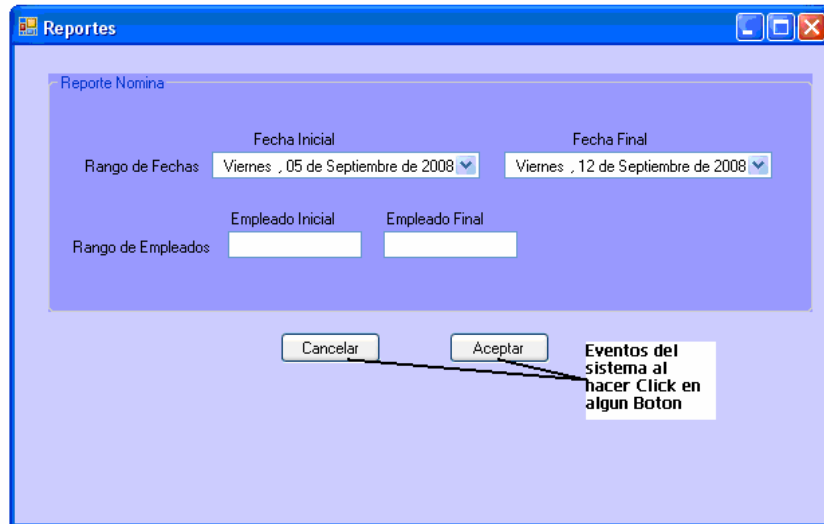 Reportes
Reporte Nomina
Fecha Inicial
Fecha Final
Rango de Fechas
Viernes , 05 de Septiembre de 2008
Viernes , 12 de Septiembre de 2008
Empleado Inicial
Empleado Final
Rango de Empleados
Cancelar
Aceptar
Eventos del
sistema al
hacer Click en
algun Boton